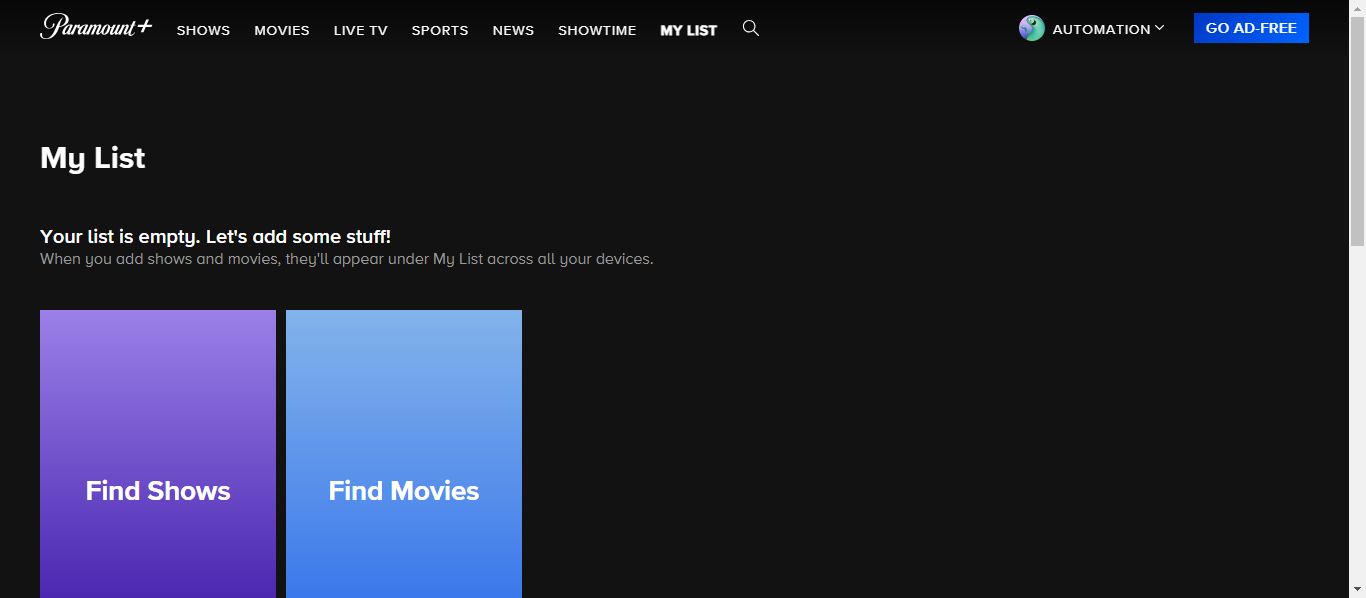 Paramount+ SHOWS MOVIES LIVE TV SPORTS NEWS SHOWTIME MY LIST AUTOMATION GO AD-FREE
My List
Your list is empty. Let's add some stuff!
When you add shows and movies, they'll appear under My List across all your devices.
Find Shows Find Movies